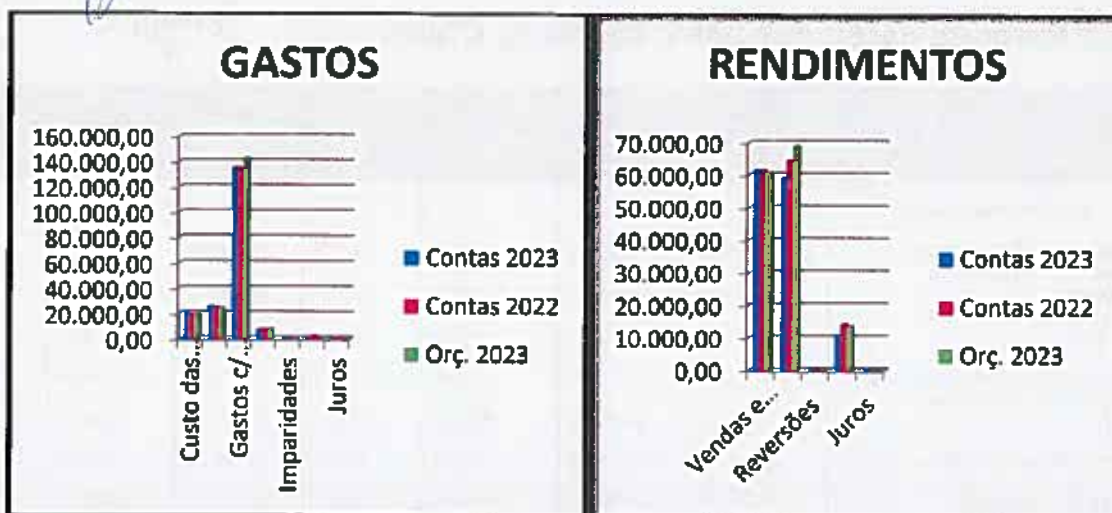 GASTOS
160.000,00
140.000,00
120.000,00
100.000,00
80.000,00
60.000,00
40.000,00
20.000,00
0,00
Custo das...
Gastos c/...
Imparidades
Juros
Contas 2023
Contas 2022
Orç. 2023
RENDIMENTOS
70.000,00
60.000,00
50.000,00
40.000,00
30.000,00
20.000,00
10.000,00
0,00
Vendas e...
Reversões
Juros
Contas 2023
Contas 2022
Orç. 2023